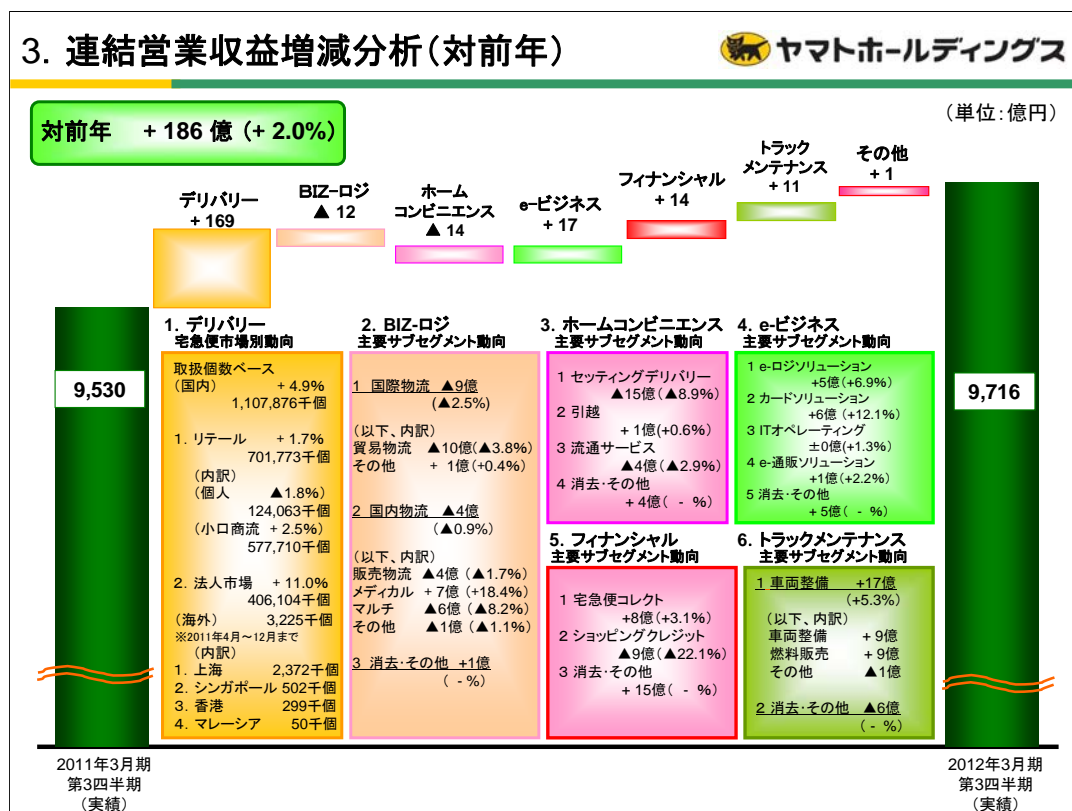 3. 連結営業収益増減分析(対前年)
ヤマトホールディングス
(単位:億円)
対前年 + 186 億 (+ 2.0%)
デリバリー
+ 169
BIZ-ロジ
▲ 12
ホーム
コンビニエンス
▲ 14
e-ビジネス
+ 17
フィナンシャル
+ 14
トラック
メンテナンス
+ 11
その他
+ 1
9,530
1. デリバリー
宅急便市場別動向
取扱個数ベース
(国内) + 4.9%
1,107,876千個
1. リテール + 1.7%
701,773千個
(内訳)
(個人 ▲1.8%)
124,063千個
(小口商流 + 2.5%)
577,710千個
2. 法人市場 + 11.0%
406,104千個
(海外) 3,225千個
※2011年4月~12月まで
(内訳)
1. 上海 2,372千個
2. シンガポール 502千個
3. 香港 299千個
4. マレーシア 50千個
2. BIZ-ロジ
主要サブセグメント動向
1 国際物流 ▲9億
(▲2.5%)
(以下、内訳)
貿易物流 ▲10億(▲3.8%)
その他 + 1億(+0.4%)
2 国内物流 ▲4億
(▲0.9%)
(以下、内訳)
販売物流 ▲4億 (▲1.7%)
メディカル + 7億 (+18.4%)
マルチ ▲6億 (▲8.2%)
その他 ▲1億 (▲1.1%)
3 消去・その他 +1億
( - %)
3. ホームコンビニエンス
主要サブセグメント動向
1 セッティングデリバリー
▲15億(▲8.9%)
2 引越
+ 1億(+0.6%)
3 流通サービス
▲4億(▲2.9%)
4 消去・その他
+ 4億( - %)
4. e-ビジネス
主要サブセグメント動向
1 e-ロジソリューション
+5億(+6.9%)
2 カードソリューション
+6億(+12.1%)
3 ITオペレーティング
±0億(+1.3%)
4 e-通販ソリューション
+1億(+2.2%)
5 消去・その他
+ 5億( - %)
5. フィナンシャル
主要サブセグメント動向
1 宅急便コレクト
+8億(+3.1%)
2 ショッピングクレジット
▲9億(▲22.1%)
3 消去・その他
+ 15億( - %)
6. トラックメンテナンス
主要サブセグメント動向
1 車両整備 +17億
(+5.3%)
(以下、内訳)
車両整備 + 9億
燃料販売 + 9億
その他 ▲1億
2 消去・その他 ▲6億
( - %)
9,716
2011年3月期
第3四半期
(実績)
2012年3月期
第3四半期
(実績)